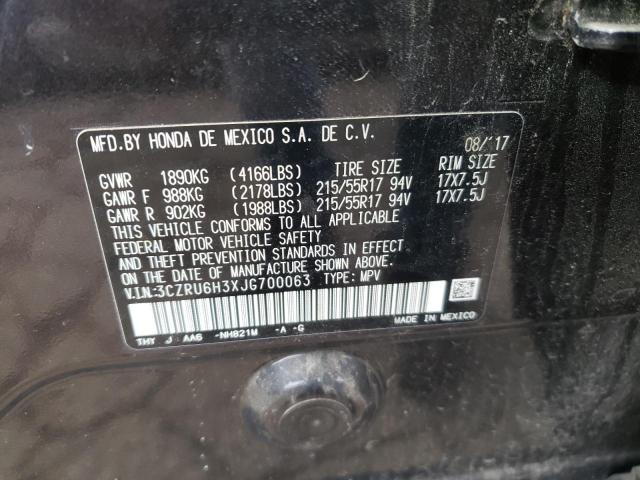 MFD.BY HONDA DE MEXICO S.A. DE C.V. 08/17
GVWR 1890KG (4166LBS) TIRE SIZE RIM SIZE
GAWR F 988KG (2178LBS) 215/55R17 94V 17X7.5J
GAWR R 902KG (1988LBS) 215/55R17 94V 17X7.5J
THIS VEHICLE CONFORMS TO ALL APPLICABLE
FEDERAL MOTOR VEHICLE SAFETY
AND THEFT PREVENTION STANDARDS IN EFFECT
ON THE DATE OF MANUFACTURE SHOWN ABOVE.
V.I.N:3CZRU6H3XJG700063 TYPE: MPV
THY J AA6 -NH821M -A -G MADE IN MEXICO